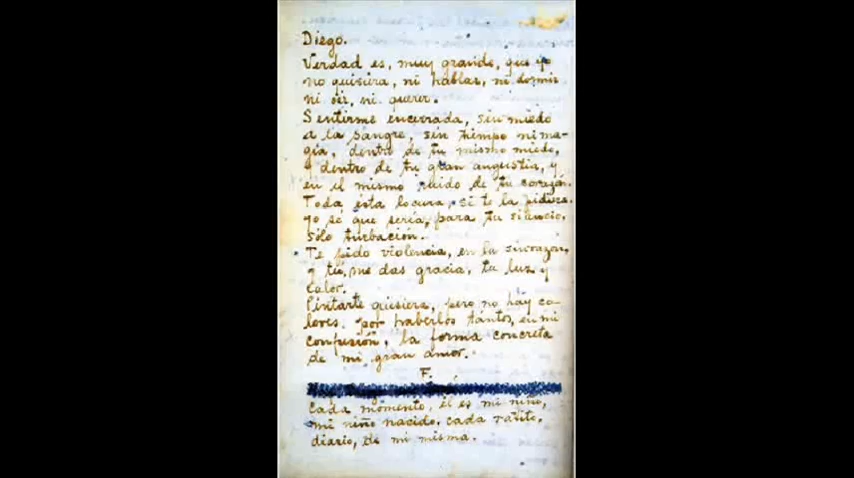 Diego.
Verdad es, muy grande, que yo
no quisiera, ni hablar, ni dormir
ni oir, ni querer.
Sentirme encerrada, sin miedo
a la sangre, sin tiempo ni ma-
gia, dentro de tu mismo miedo,
y dentro de tu gran angustia, y
en el mismo ruido de tu corazón.
Toda esta locura, si te la pidiera,
yo sé que sería, para tu silencio,
sólo turbación.
Te pido violencia, en la sinrazón,
y tú, me das gracia, tu luz y
calor.
Pintarte quisiera, pero no hay co-
lores, por haberlos tantos, en mi
confusión, la forma concreta
de mi gran amor.
F.
Cada momento, él es mi niño,
mi niño nacido, cada ratito,
diario, de mi misma.